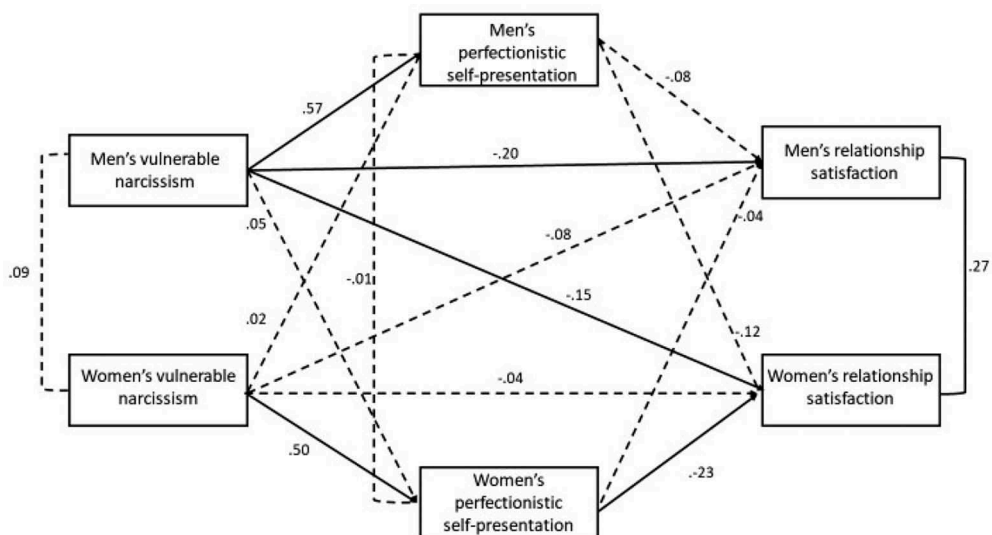 Men's
perfectionistic
self-presentation
-.08
.57
Men's vulnerable
narcissism
-.20
Men's relationship
satisfaction
.05
-.08
-.04
.09
-.01
.27
-.15
.02
-.12
Women's vulnerable
narcissism
-.04
Women's relationship
satisfaction
.50
.-23
Women's
perfectionistic
self-presentation